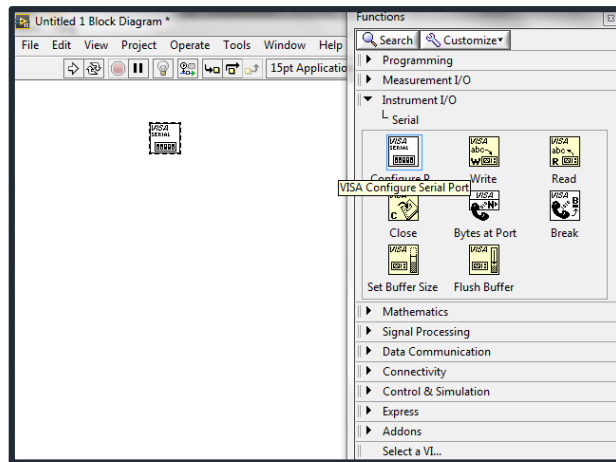 Untitled 1 Block Diagram *
File Edit View Project Operate Tools Window Help
15pt Applicatio
VISA
SERIAL
Functions
Search Customize
Programming
Measurement I/O
Instrument I/O
Serial
VISA
SERIAL
VISA
abc
W
VISA
abc
R
Configure P
Write
Read
VISA Configure Serial Port
C
VISA
N
B
Close
Bytes at Port
Break
VISA
VISA
Set Buffer Size
Flush Buffer
Mathematics
Signal Processing
Data Communication
Connectivity
Control & Simulation
Express
Addons
Select a VI...